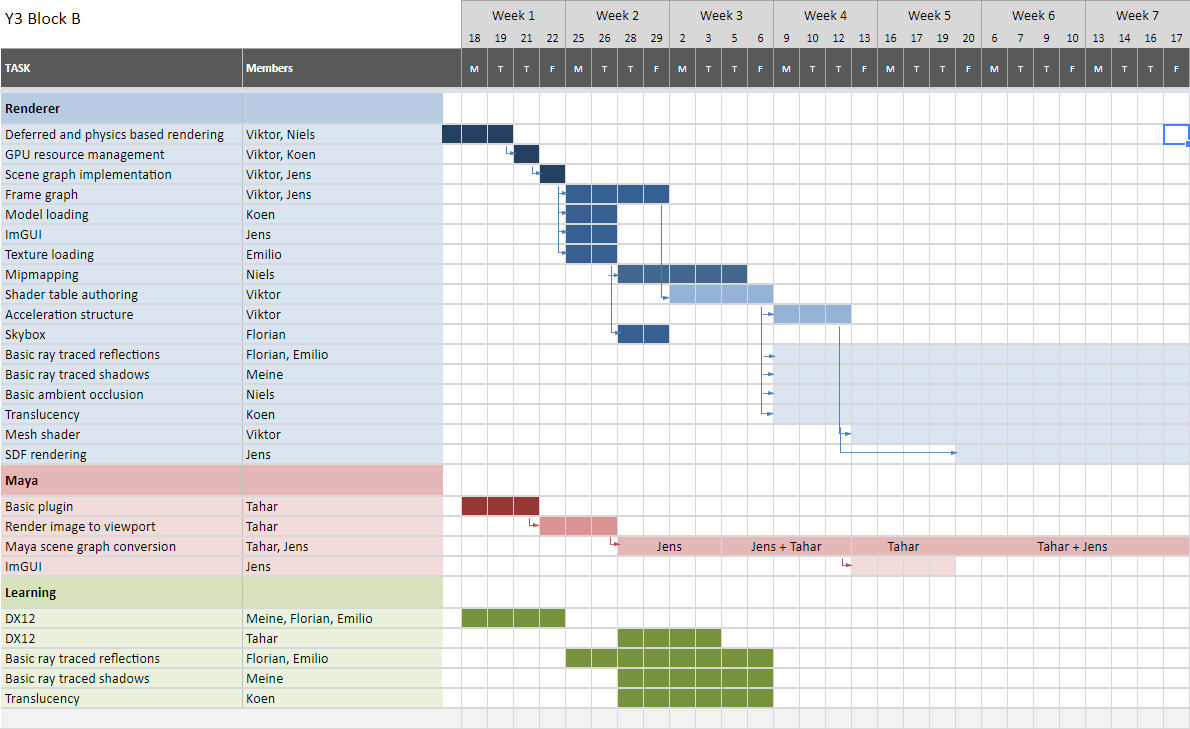 Y3 Block B
Week 1 Week 2 Week 3 Week 4 Week 5 Week 6 Week 7
18 19 21 22 25 26 28 29 2 3 5 6 9 10 12 13 16 17 19 20 6 7 9 10 13 14 16 17
TASK Members M T T F M T T F M T T F M T T F M T T F M T T F M T T F
Renderer
Deferred and physics based rendering Viktor, Niels
GPU resource management Viktor, Koen
Scene graph implementation Viktor, Jens
Frame graph Viktor, Jens
Model loading Koen
ImGUI Jens
Texture loading Emilio
Mipmapping Niels
Shader table authoring Viktor
Acceleration structure Viktor
Skybox Florian
Basic ray traced reflections Florian, Emilio
Basic ray traced shadows Meine
Basic ambient occlusion Niels
Translucency Koen
Mesh shader Viktor
SDF rendering Jens
Maya
Basic plugin Tahar
Render image to viewport Tahar
Maya scene graph conversion Tahar, Jens Jens Jens + Tahar Tahar Tahar + Jens
ImGUI Jens
Learning
DX12 Meine, Florian, Emilio
DX12 Tahar
Basic ray traced reflections Florian, Emilio
Basic ray traced shadows Meine
Translucency Koen